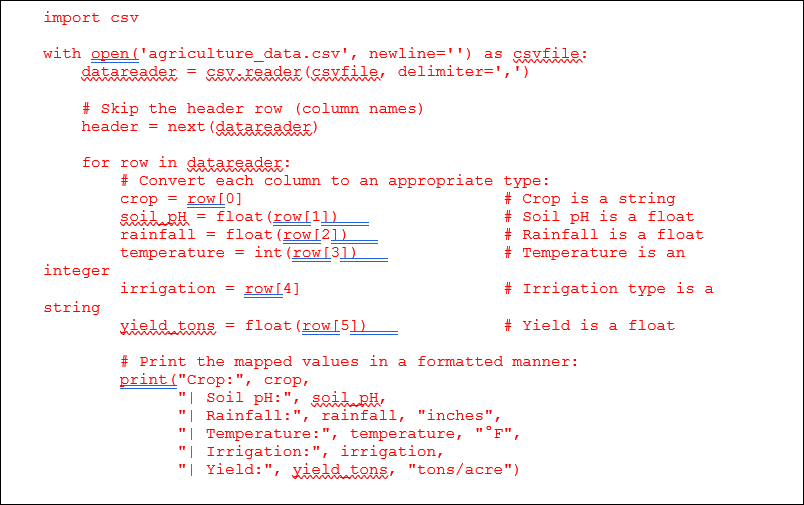 import csv
with open('agriculture_data.csv', newline='') as csvfile:
datareader = csv.reader(csvfile, delimiter=',')
# Skip the header row (column names)
header = next(datareader)
for row in datareader:
# Convert each column to an appropriate type:
crop = row[0] # Crop is a string
soil_pH = float(row[1]) # Soil pH is a float
rainfall = float(row[2]) # Rainfall is a float
temperature = int(row[3]) # Temperature is an
integer
irrigation = row[4] # Irrigation type is a
string
yield_tons = float(row[5]) # Yield is a float
# Print the mapped values in a formatted manner:
print("Crop:", crop,
"| Soil pH:", soil_pH,
"| Rainfall:", rainfall, "inches",
"| Temperature:", temperature, "°F",
"| Irrigation:", irrigation,
"| Yield:", yield_tons, "tons/acre")